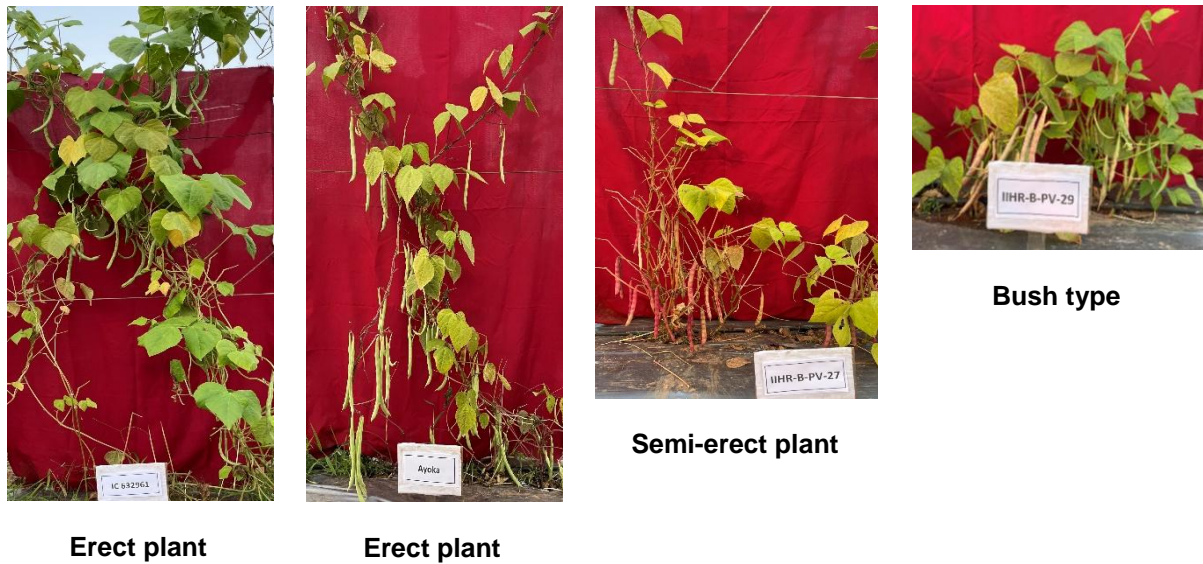 IC 632961
Ayoka
IIHR-B-PV-27
IIHR-B-PV-29
Bush type
Semi-erect plant
Erect plant
Erect plant